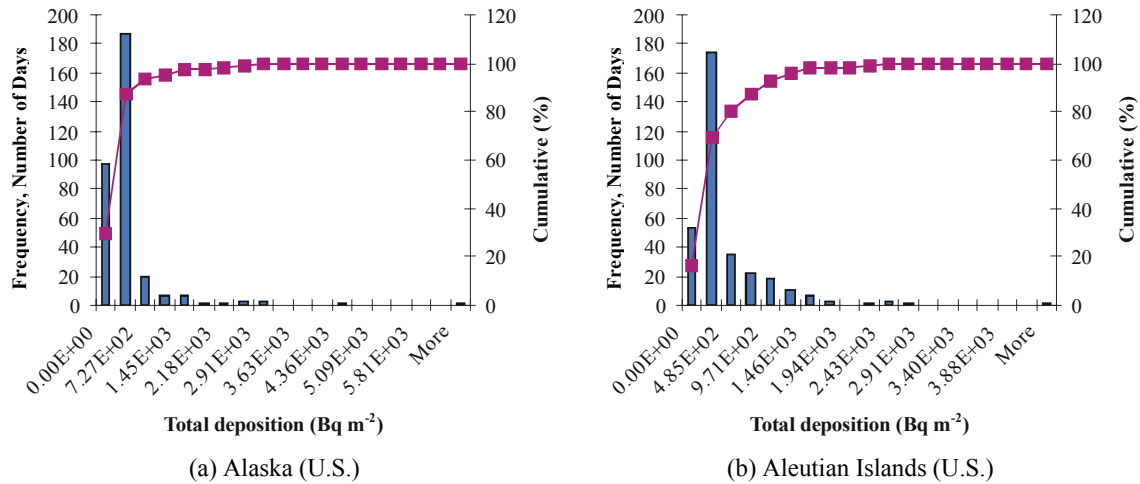 200
180
160
140
120
100
80
60
40
20
0
120
100
80
60
40
20
0
Frequency, Number of Days
Cumulative (%)
0.00E+00
7.27E+02
1.45E+03
2.18E+03
2.91E+03
3.63E+03
4.36E+03
5.09E+03
5.81E+03
More
Total deposition (Bq m⁻²)
(a) Alaska (U.S.)
200
180
160
140
120
100
80
60
40
20
0
120
100
80
60
40
20
0
Frequency, Number of Days
Cumulative (%)
0.00E+00
4.85E+02
9.71E+02
1.46E+03
1.94E+03
2.43E+03
2.91E+03
3.40E+03
3.88E+03
More
Total deposition (Bq m⁻²)
(b) Aleutian Islands (U.S.)